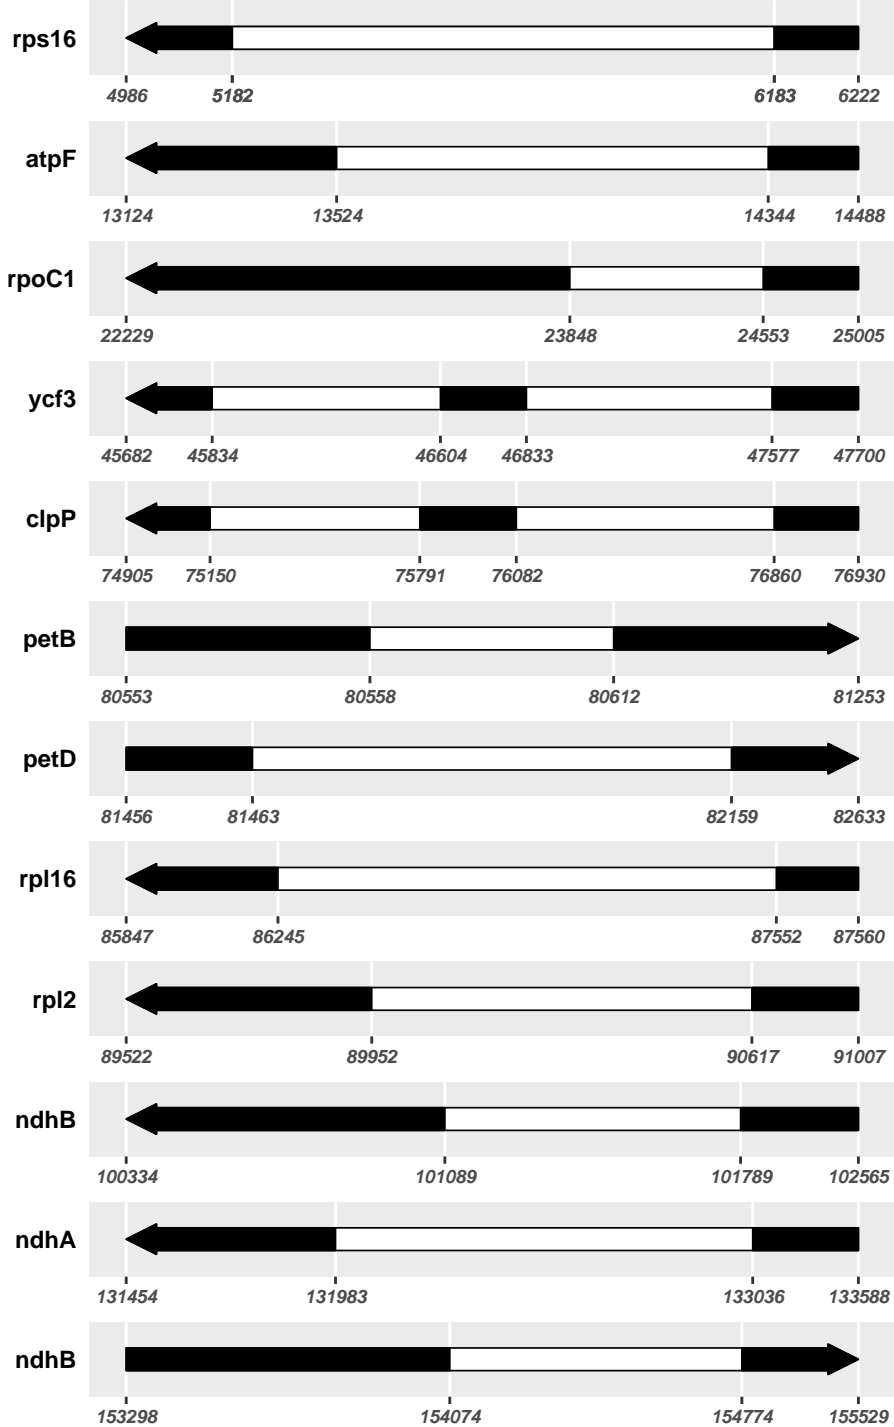 rps16
4986 5182 6183 6222
atpF
13124 13524 14344 14488
rpoC1
22229 23848 24553 25005
ycf3
45682 45834 46604 46833 47577 47700
clpP
74905 75150 75791 76082 76860 76930
petB
80553 80558 80612 81253
petD
81456 81463 82159 82633
rpl16
85847 86245 87552 87560
rpl2
89522 89952 90617 91007
ndhB
100334 101089 101789 102565
ndhA
131454 131983 133036 133588
ndhB
153298 154074 154774 155529